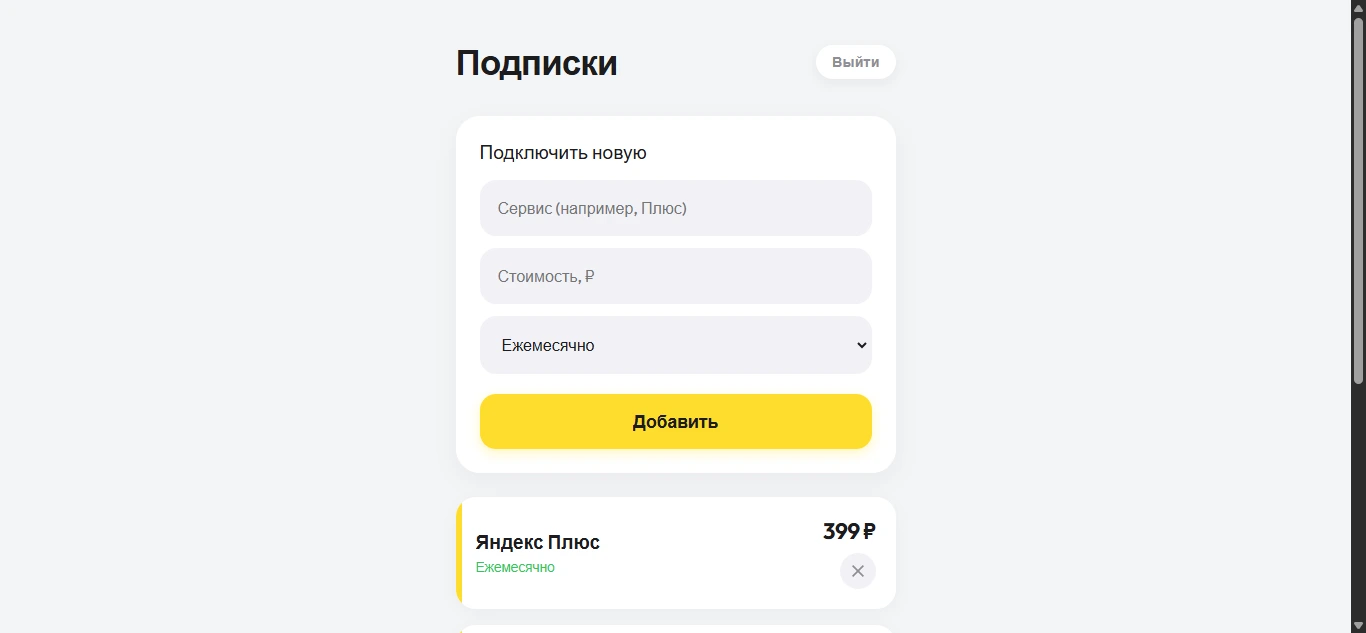 Подписки
Выйти
Подключить новую
Сервис (например, Плюс)
Стоимость, ₽
Ежемесячно
Добавить
Яндекс Плюс
399 ₽
Ежемесячно